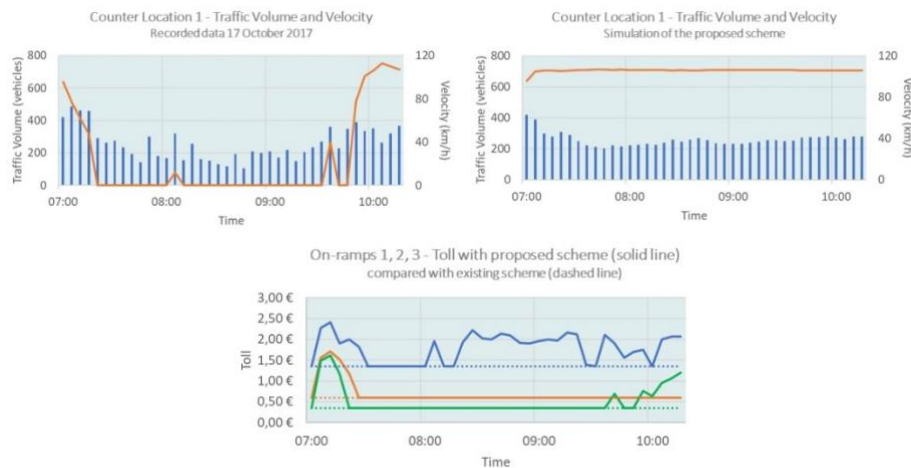 Counter Location 1 - Traffic Volume and Velocity
Recorded data 17 October 2017
800
600
400
200
0
120
80
40
0
Traffic Volume (vehicles)
Velocity (km/h)
07:00 08:00 09:00 10:00
Time
Counter Location 1 - Traffic Volume and Velocity
Simulation of the proposed scheme
800
600
400
200
0
120
80
40
0
Traffic Volume (vehicles)
Velocity (km/h)
07:00 08:00 09:00 10:00
Time
On-ramps 1, 2, 3 - Toll with proposed scheme (solid line)
compared with existing scheme (dashed line)
3,00 €
2,50 €
2,00 €
1,50 €
1,00 €
0,50 €
0,00 €
Toll
07:00 08:00 09:00 10:00
Time